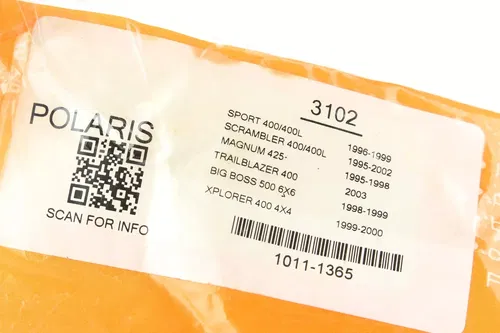 3102
POLARIS
SCAN FOR INFO
SPORT 400/400L 1996-1999
SCRAMBLER 400/400L 1995-2002
MAGNUM 425- 1995-1998
TRAILBLAZER 400 2003
BIG BOSS 500 6X6 1998-1999
XPLORER 400 4X4 1999-2000
1011-1365